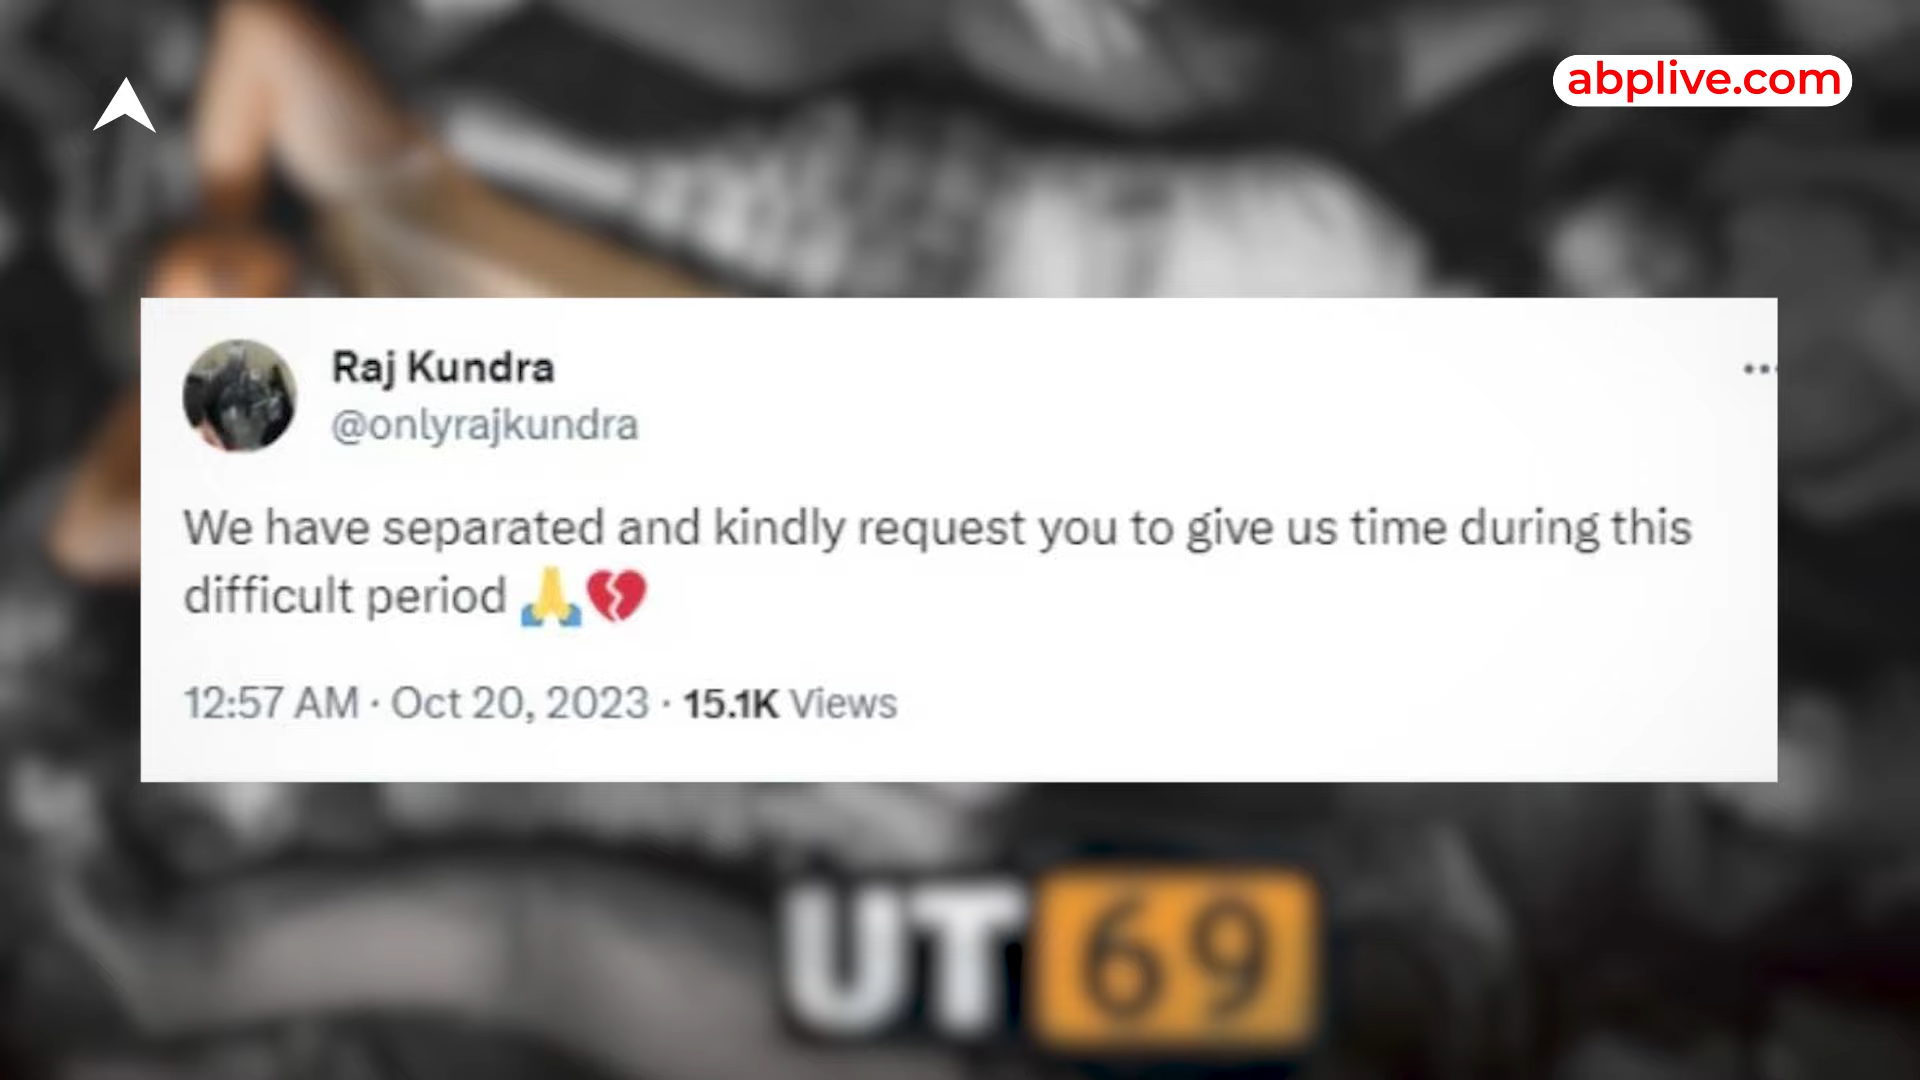 abplive.com
Raj Kundra
@onlyrajkundra
We have separated and kindly request you to give us time during this
difficult period 🙏💔
12:57 AM · Oct 20, 2023 · 15.1K Views
UT 69